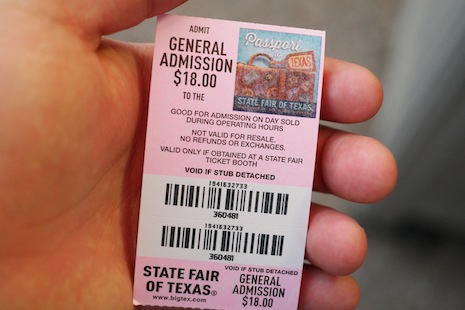 ADMIT
GENERAL
ADMISSION
$18.00
TO THE
Passport
TO
TEXAS
STATE FAIR OF TEXAS
GOOD FOR ADMISSION ON DAY SOLD
DURING OPERATING HOURS
NOT VALID FOR RESALE,
NO REFUNDS OR EXCHANGES.
VALID ONLY IF OBTAINED AT A STATE FAIR
TICKET BOOTH
VOID IF STUB DETACHED
1941632733
360481
1941632733
360481
STATE FAIR
OF TEXAS®
www.bigtex.com
VOID IF STUB DETACHED
GENERAL
ADMISSION
$18.00